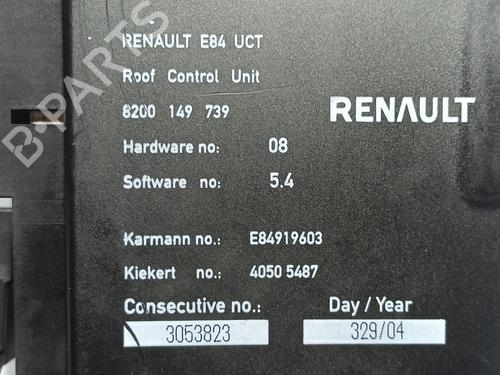 RENAULT E84 UCT
Roof Control Unit
8200 149 739
RENAULT
Hardware no: 08
Software no: 5.4
Karmann no.: E84919603
Kiekert no.: 4050 5487
Consecutive no.: Day / Year
3053823 329/04
B-PARTS